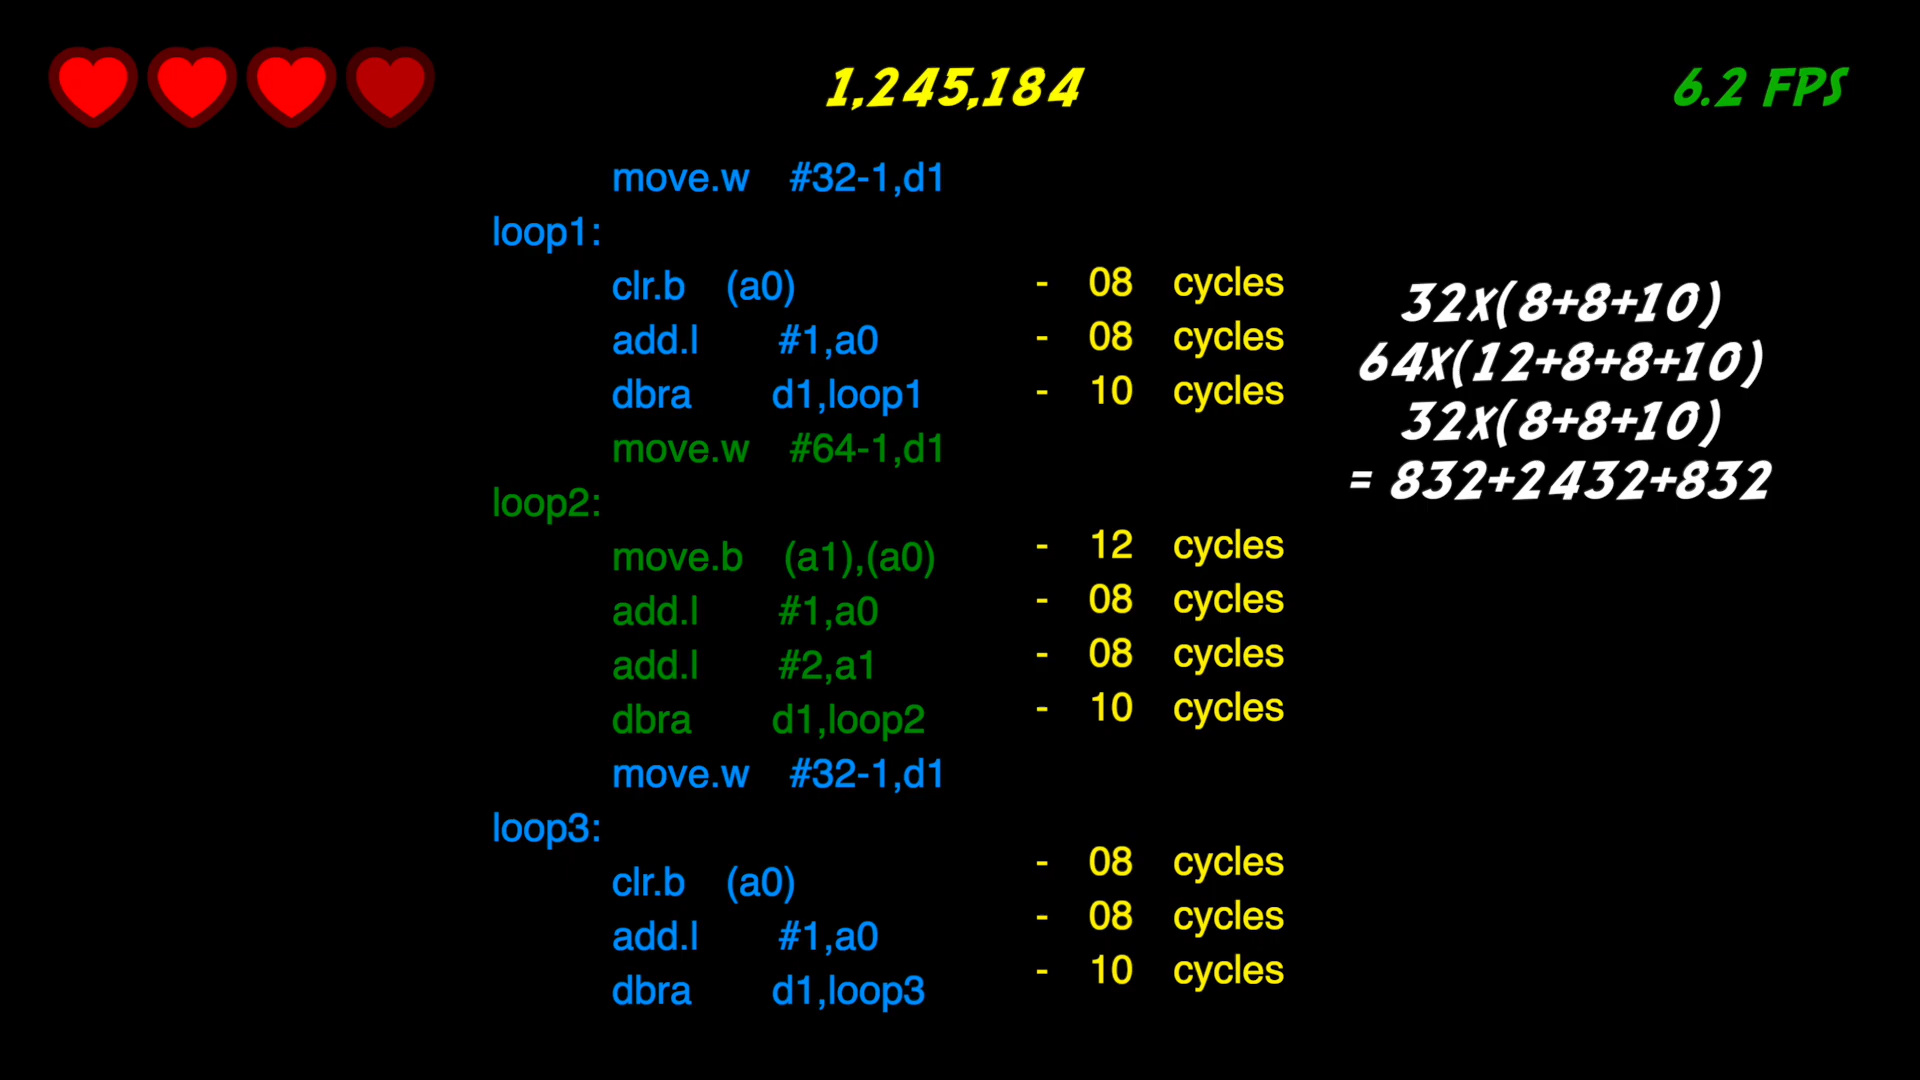 1,245,184
6.2 FPS
move.w #32-1,d1
loop1:
clr.b (a0) - 08 cycles
add.l #1,a0 - 08 cycles
dbra d1,loop1 - 10 cycles
move.w #64-1,d1
loop2:
move.b (a1),(a0) - 12 cycles
add.l #1,a0 - 08 cycles
add.l #2,a1 - 08 cycles
dbra d1,loop2 - 10 cycles
move.w #32-1,d1
loop3:
clr.b (a0) - 08 cycles
add.l #1,a0 - 08 cycles
dbra d1,loop3 - 10 cycles
32x(8+8+10)
64x(12+8+8+10)
32x(8+8+10)
= 832+2432+832